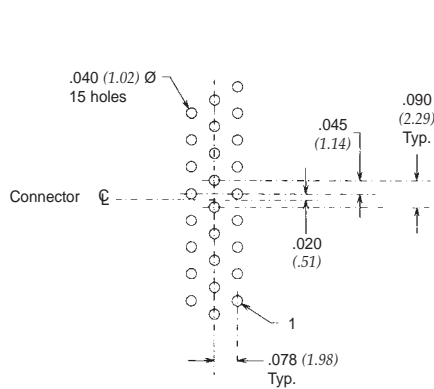 .040 (1.02) Ø
15 holes
.090
(2.29)
Typ.
.045
(1.14)
Connector ℄
.020
(.51)
1
.078 (1.98)
Typ.